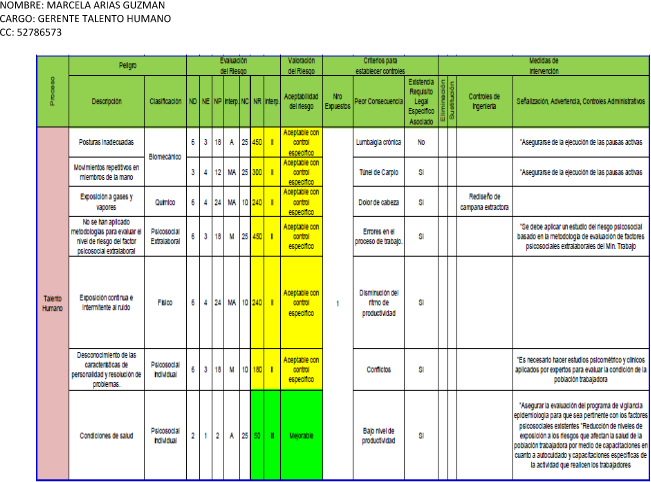 NOMBRE: MARCELA ARIAS GUZMAN
CARGO: GERENTE TALENTO HUMANO
CC: 52786573
Proceso
Peligro
Evaluación
del Riesgo
Valoración
del Riesgo
Criterios para
establecer controles
Medidas de
Intervención
Descripción
Clasificación
ND NE NP Interp. NC NR Interp.
Aceptabilidad
del riesgo
Nro
Expuestos
Peor Consecuencia
Existencia
Requisito
Legal
Específico
Asociado
Eliminación
Sustitución
Controles de
Ingeniería
Señalización, Advertencia, Controles Administrativos
Talento
Humano
Posturas Inadecuadas
Biomecánico
6 3 18 A 25 450 II
Aceptable con
control
específico
1
Lumbalgia crónica
No
*Asegurarse de la ejecución de las pausas activas
Movimientos repetitivos en
miembros de la mano
3 4 12 MA 25 300 II
Aceptable con
control
específico
Túnel de Carpio
SI
*Asegurarse de la ejecución de las pausas activas
Exposición a gases y
vapores
Químico
6 4 24 MA 10 240 II
Aceptable con
control
específico
Dolor de cabeza
SI
Rediseño de
campana extractora
No se han aplicado
metodologías para evaluar el
nivel de riesgo del factor
psicosocial extralaboral
Psicosocial
Extralaboral
6 3 18 M 25 450 II
Aceptable con
control
específico
Errores en el
proceso de trabajo.
SI
*Se debe aplicar un estudio del riesgo psicosocial
basado en la metodología de evaluación de factores
psicosociales extralaborales del Min. Trabajo
Exposición continua e
Intermitente al ruido
Físico
6 4 24 MA 10 240 II
Aceptable con
control
específico
Disminución del
ritmo de
productividad
SI
Desconocimiento de las
características de
personalidad y resolución de
problemas.
Psicosocial
Individual
6 3 18 M 10 180 II
Aceptable con
control
específico
Conflictos
SI
*Es necesario hacer estudios psicométrico y clínicos
aplicados por expertos para evaluar la condición de la
población trabajadora
Condiciones de salud
Psicosocial
Individual
2 1 2 A 25 50 III
Mejorable
Bajo nivel de
productividad
SI
*Asegurar la evaluación del programa de vigilancia
epidemiología para que sea pertinente con los factores
psicosociales existentes *Reducción de niveles de
exposición a los riesgos que afectan la salud de la
población trabajadora por medio de capacitaciones en
cuanto a autocuidado y capacitaciones específicas de
la actividad que realicen los trabajadores